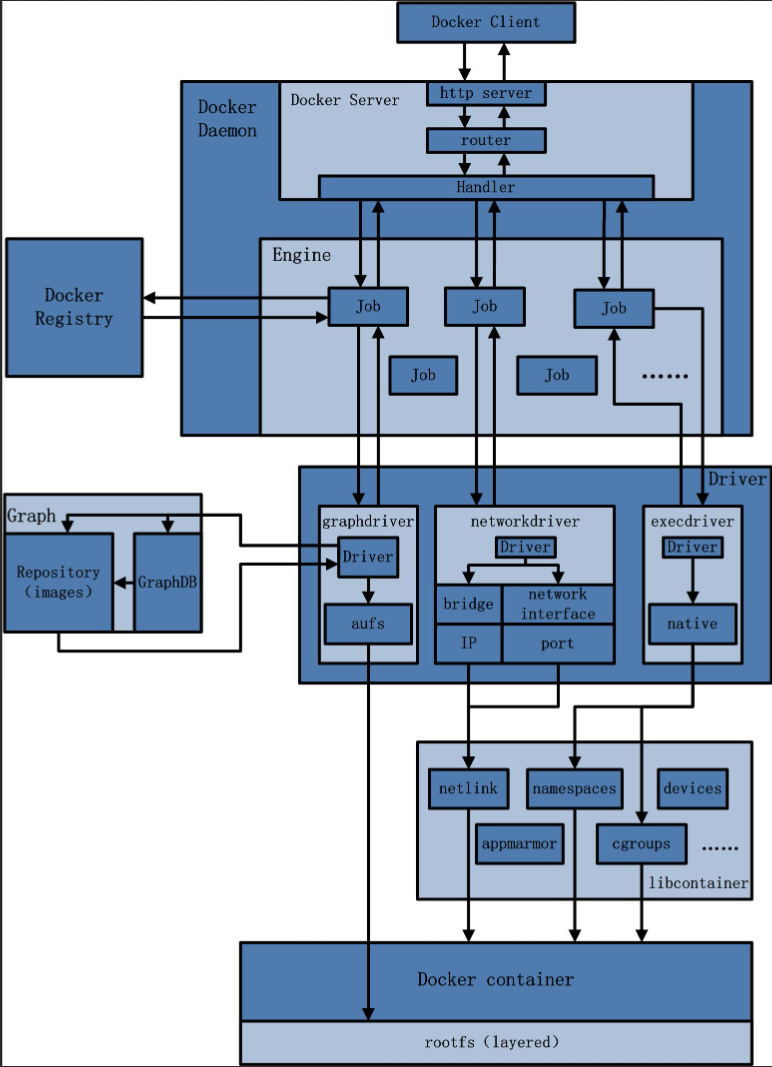 Docker Client
Docker
Daemon
Docker Server
http server
router
Handler
Engine
Docker
Registry
Job
Job
Job
Job
Job
......
Driver
Graph
Repository
(images)
GraphDB
graphdriver
Driver
aufs
networkdriver
Driver
bridge
network
interface
IP
port
execdriver
Driver
native
netlink
namespaces
devices
appmarmor
cgroups
......
libcontainer
Docker container
rootfs (layered)